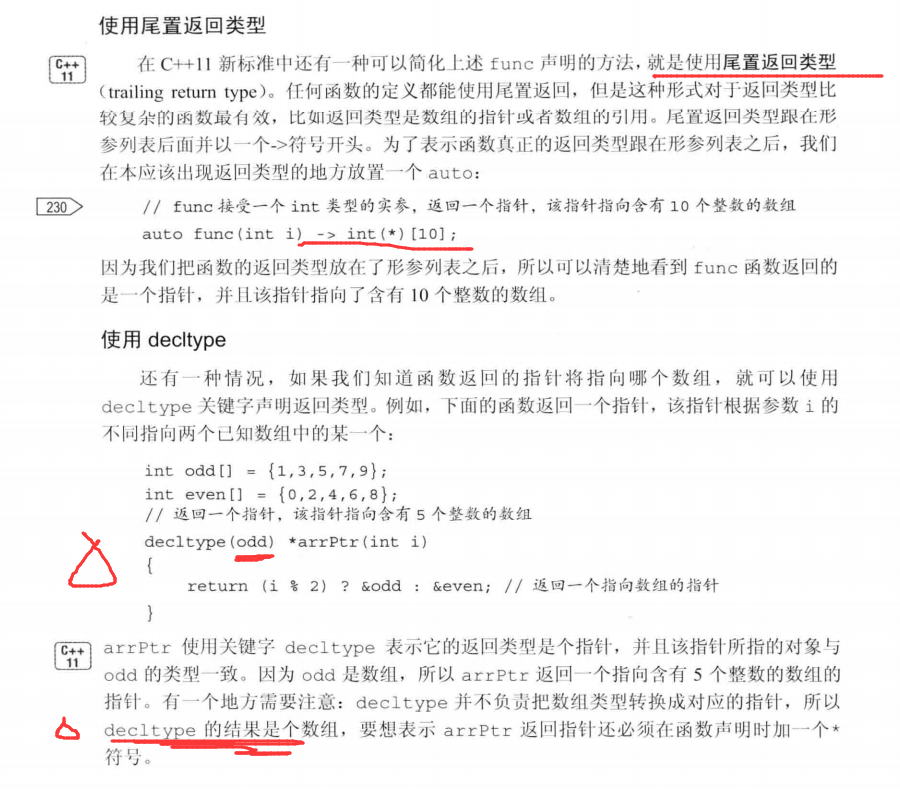 使用尾置返回类型
C++
11
在 C++11 新标准中还有一种可以简化上述 func 声明的方法，就是使用尾置返回类型
（trailing return type）。任何函数的定义都能使用尾置返回，但是这种形式对于返回类型比
较复杂的函数最有效，比如返回类型是数组的指针或者数组的引用。尾置返回类型跟在形
参列表后面并以一个->符号开头。为了表示函数真正的返回类型跟在形参列表之后，我们
在本应该出现返回类型的地方放置一个 auto：
230
// func 接受一个 int 类型的实参，返回一个指针，该指针指向含有 10 个整数的数组
auto func(int i) -> int(*)[10];
因为我们把函数的返回类型放在了形参列表之后，所以可以清楚地看到 func 函数返回的
是一个指针，并且该指针指向了含有 10 个整数的数组。
使用 decltype
还有一种情况，如果我们知道函数返回的指针将指向哪个数组，就可以使用
decltype 关键字声明返回类型。例如，下面的函数返回一个指针，该指针根据参数 i 的
不同指向两个已知数组中的某一个：
int odd[] = {1,3,5,7,9};
int even[] = {0,2,4,6,8};
// 返回一个指针，该指针指向含有 5 个整数的数组
decltype(odd) *arrPtr(int i)
{
return (i % 2) ? &odd : &even; // 返回一个指向数组的指针
}
C++
11
arrPtr 使用关键字 decltype 表示它的返回类型是个指针，并且该指针所指的对象与
odd 的类型一致。因为 odd 是数组，所以 arrPtr 返回一个指向含有 5 个整数的数组的
指针。有一个地方需要注意：decltype 并不负责把数组类型转换成对应的指针，所以
decltype 的结果是个数组，要想表示 arrPtr 返回指针还必须在函数声明时加一个*
符号。